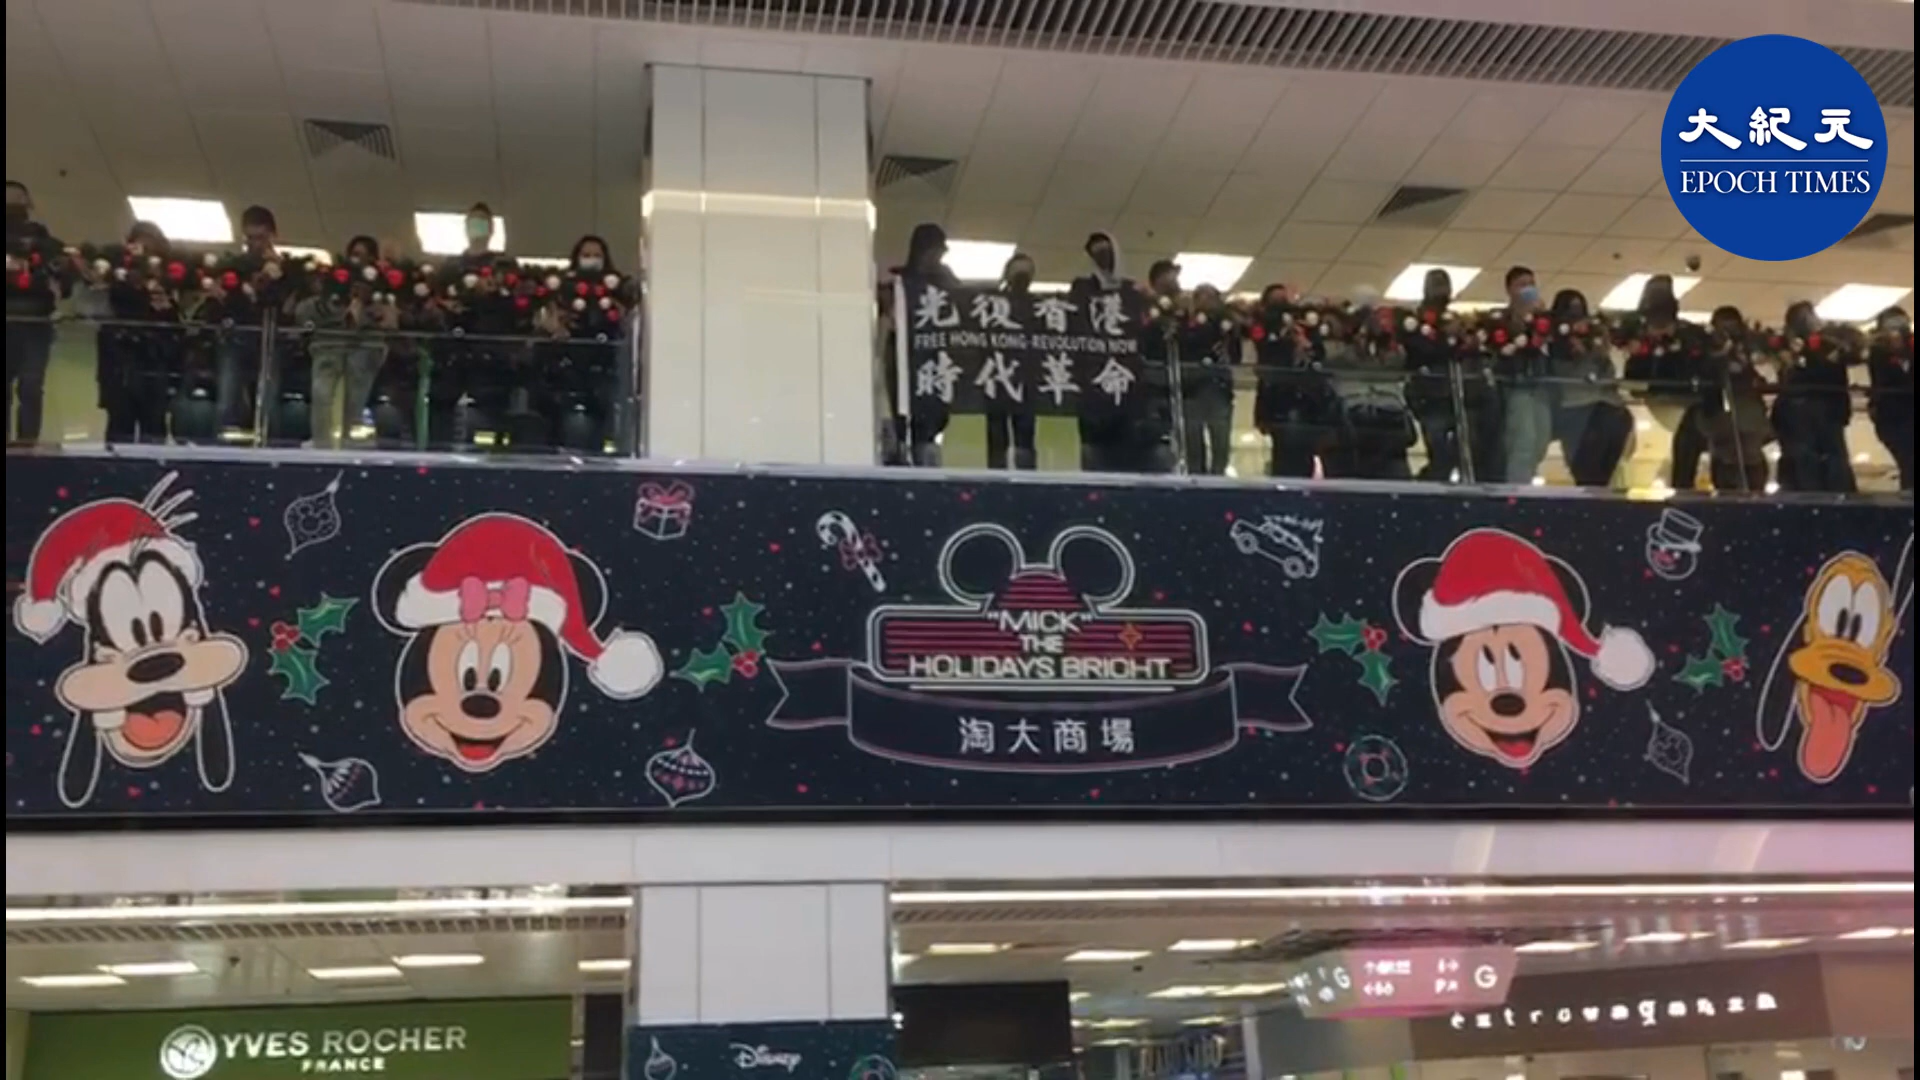 大紀元
EPOCH TIMES
光復香港
FREE HONG KONG REVOLUTION NOW
時代革命
"MICK"
THE
HOLIDAYS BRIGHT
淘大商場
G
G
YVES ROCHER
FRANCE
Disney
extravaganza